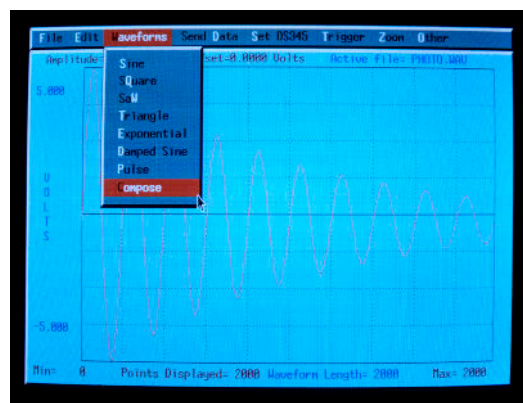 File Edit Waveforms Send Data Set DS345 Trigger Zoom Other
Amplitude= set=0.0000 Volts Active file= PHOTO.WAV
Sine
SQuare
SaW
Triangle
Exponential
Damped Sine
Pulse
Compose
5.000
VOLTS
-5.000
Min= 0 Points Displayed= 2000 Waveform Length= 2000 Max= 2000